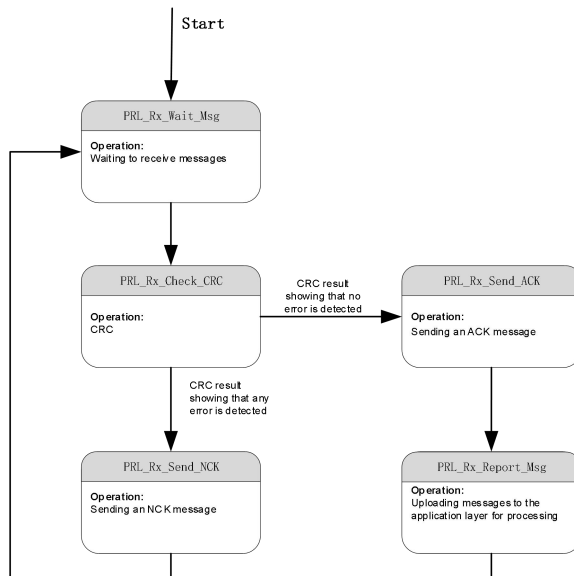 Start
PRL_Rx_Wait_Msg
Operation:
Waiting to receive messages
PRL_Rx_Check_CRC
Operation:
CRC
CRC result
showing that no
error is detected
PRL_Rx_Send_ACK
Operation:
Sending an ACK message
CRC result
showing that any
error is detected
PRL_Rx_Send_NCK
Operation:
Sending an NCK message
PRL_Rx_Report_Msg
Operation:
Uploading messages to the
application layer for processing